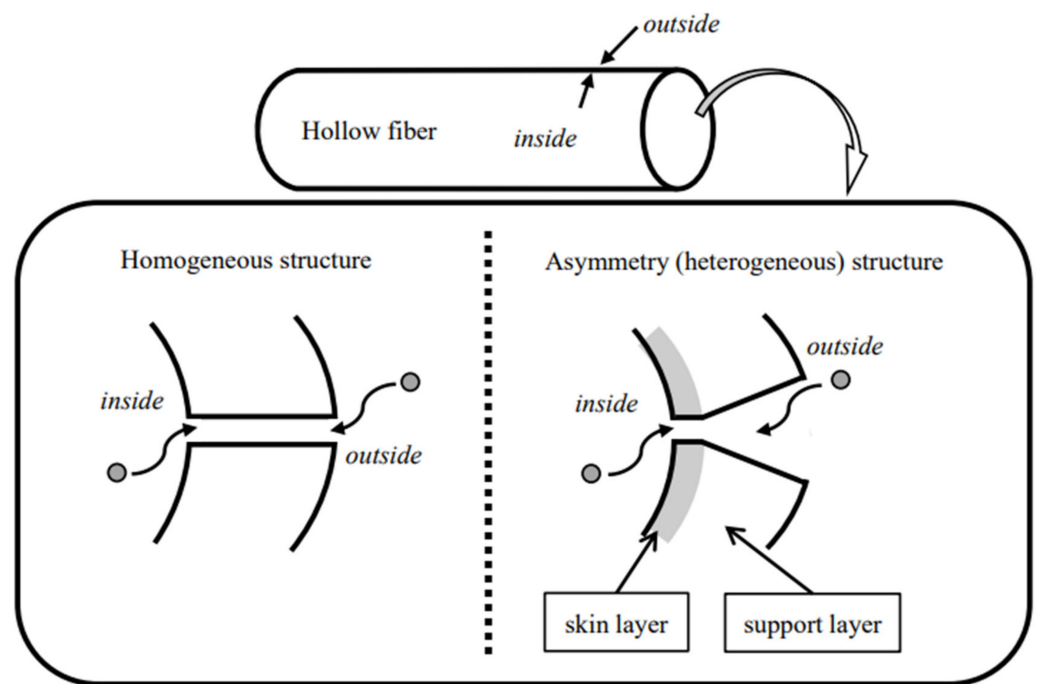 outside
Hollow fiber
inside
Homogeneous structure
inside
outside
Asymmetry (heterogeneous) structure
outside
inside
skin layer
support layer